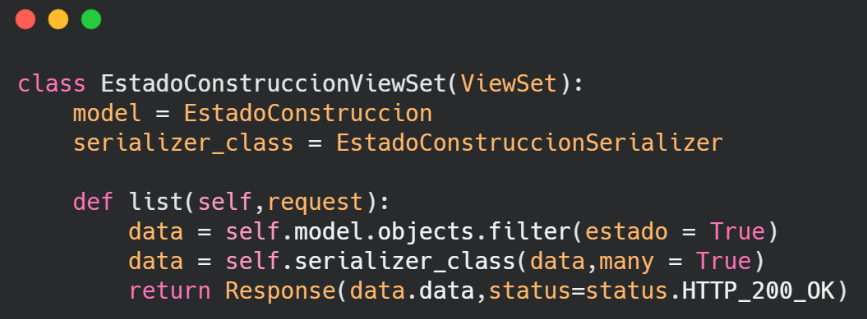 class EstadoConstruccionViewSet(ViewSet):
    model = EstadoConstruccion
    serializer_class = EstadoConstruccionSerializer

    def list(self,request):
        data = self.model.objects.filter(estado = True)
        data = self.serializer_class(data,many = True)
        return Response(data.data,status=status.HTTP_200_OK)